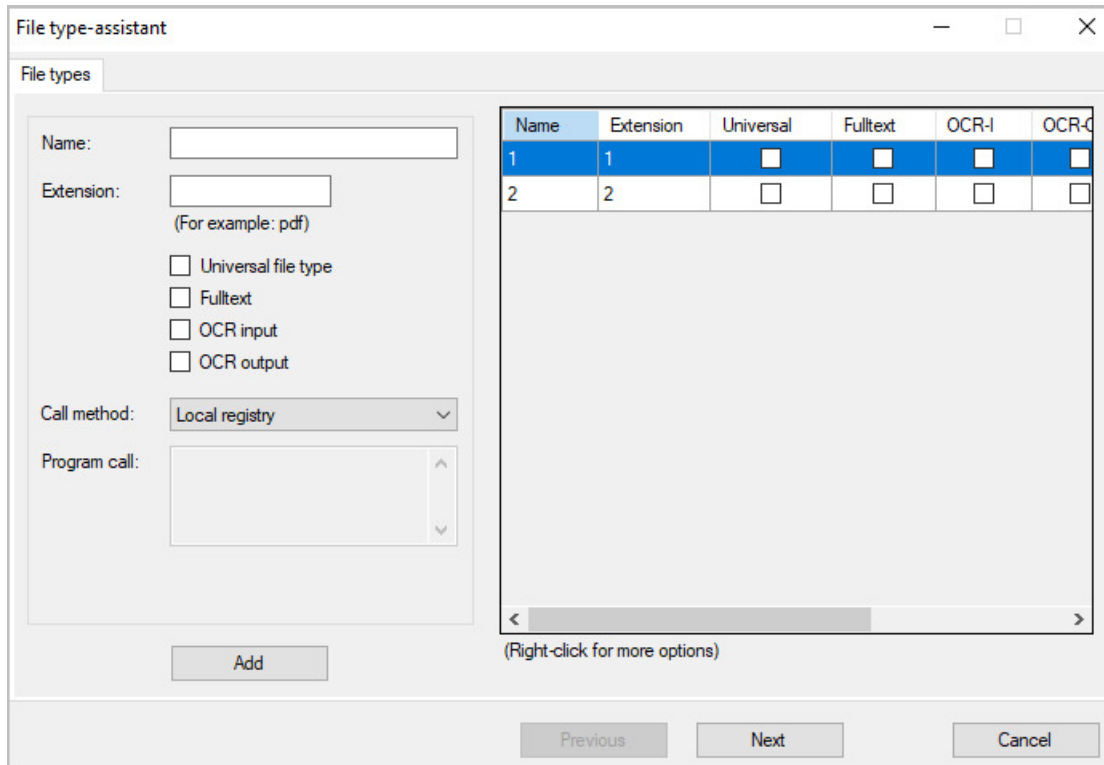 File type-assistant
File types
Name:
Extension:
(For example: pdf)
Universal file type
Fulltext
OCR input
OCR output
Call method: Local registry
Program call:
Add
Name Extension Universal Fulltext OCR-I
1 1
2 2
(Right-click for more options)
Previous Next Cancel